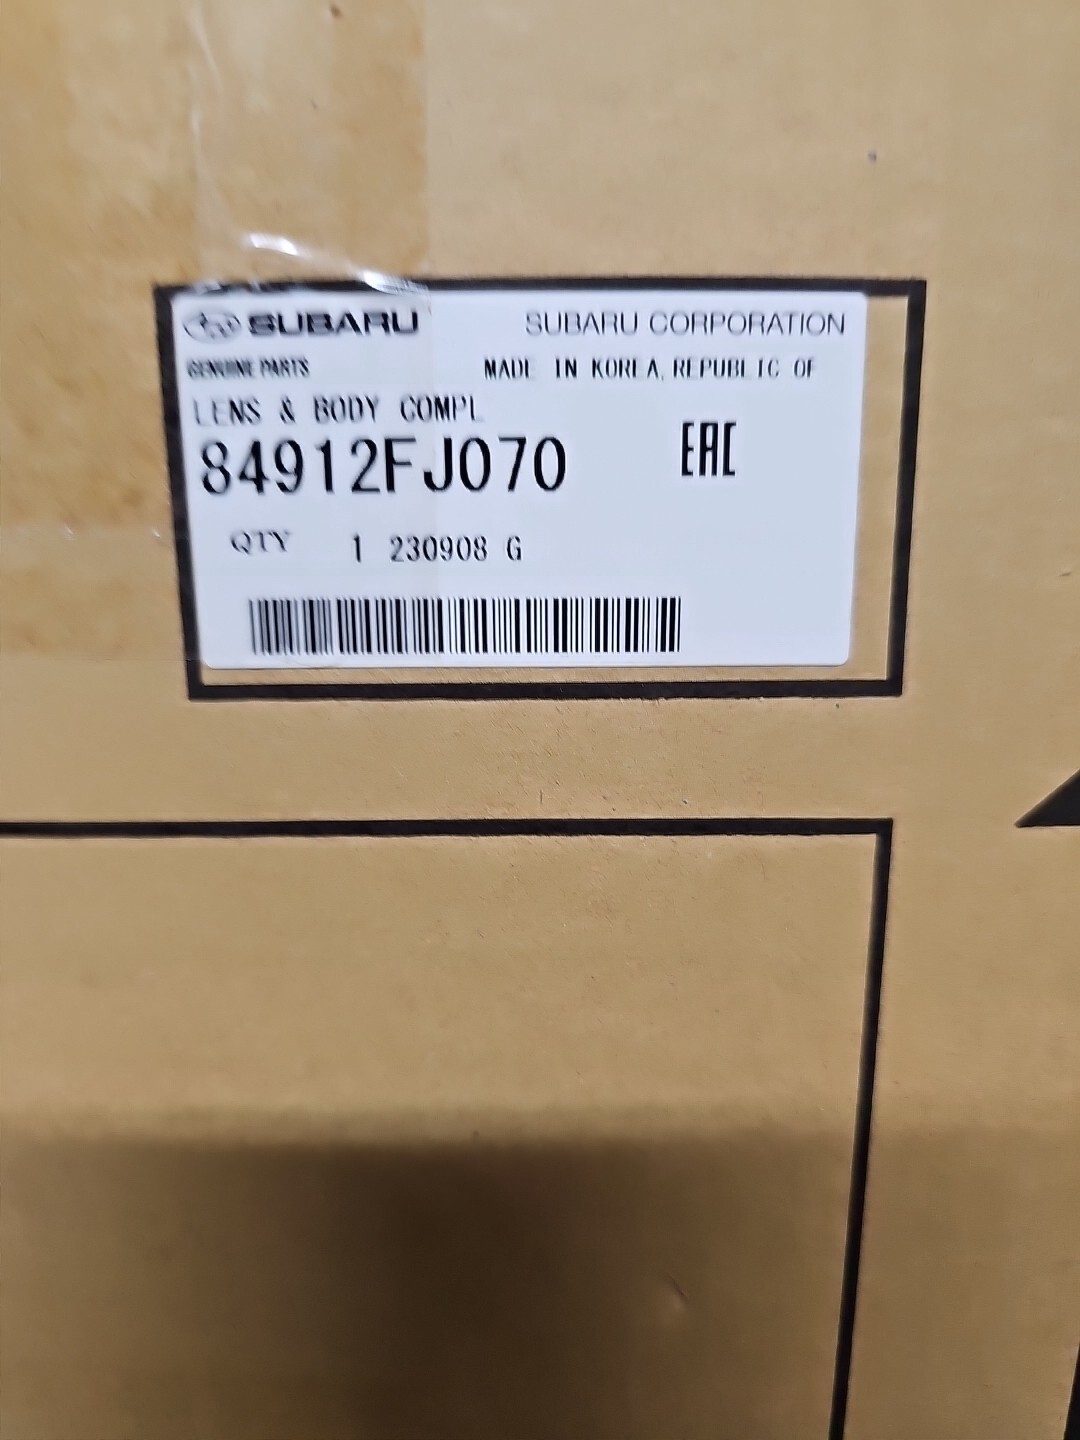 SUBARU SUBARU CORPORATION
GENUINE PARTS MADE IN KOREA, REPUBLIC OF
LENS & BODY COMPL
84912FJ070 EAC
QTY 1 230908 G